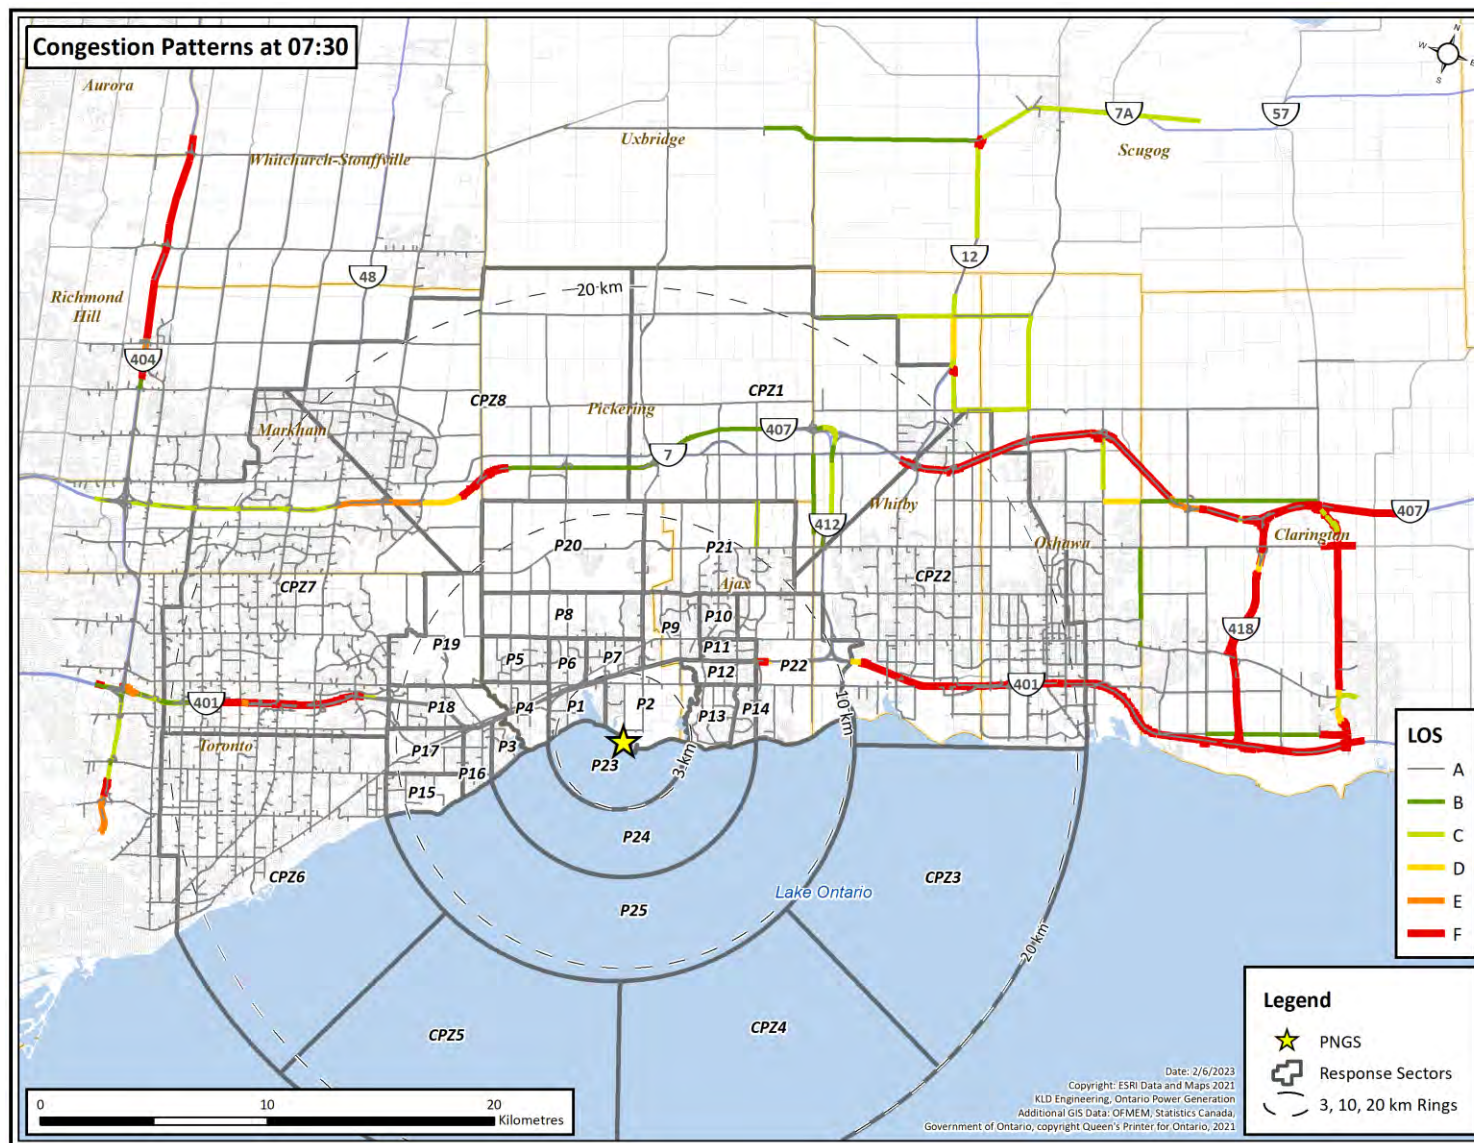 Congestion Patterns at 07:30
N
W
E
S
Aurora
7A
57
Uxbridge
Scugog
Whitchurch-Stouffville
12
48
20 km
Richmond
Hill
404
CPZ8
CPZ1
Pickering
Markham
407
7
Whitby
407
412
Clarington
P20
P21
Oshawa
CPZ7
Ajax
CPZ2
P8
P9
P10
418
P19
P11
P5
P6
P7
P12
P22
401
401
P18
P4
P1
P2
P13
P14
10 km
Toronto
P17
P3
P16
P23
3 km
P15
P24
CPZ6
CPZ3
Lake Ontario
P25
20 km
CPZ5
CPZ4
LOS
A
B
C
D
E
F
Legend
PNGS
Response Sectors
3, 10, 20 km Rings
Date: 2/6/2023
Copyright: ESRI Data and Maps 2021
KLD Engineering, Ontario Power Generation
Additional GIS Data: OFMEM, Statistics Canada,
Government of Ontario, copyright Queen's Printer for Ontario, 2021
0
10
20
Kilometres